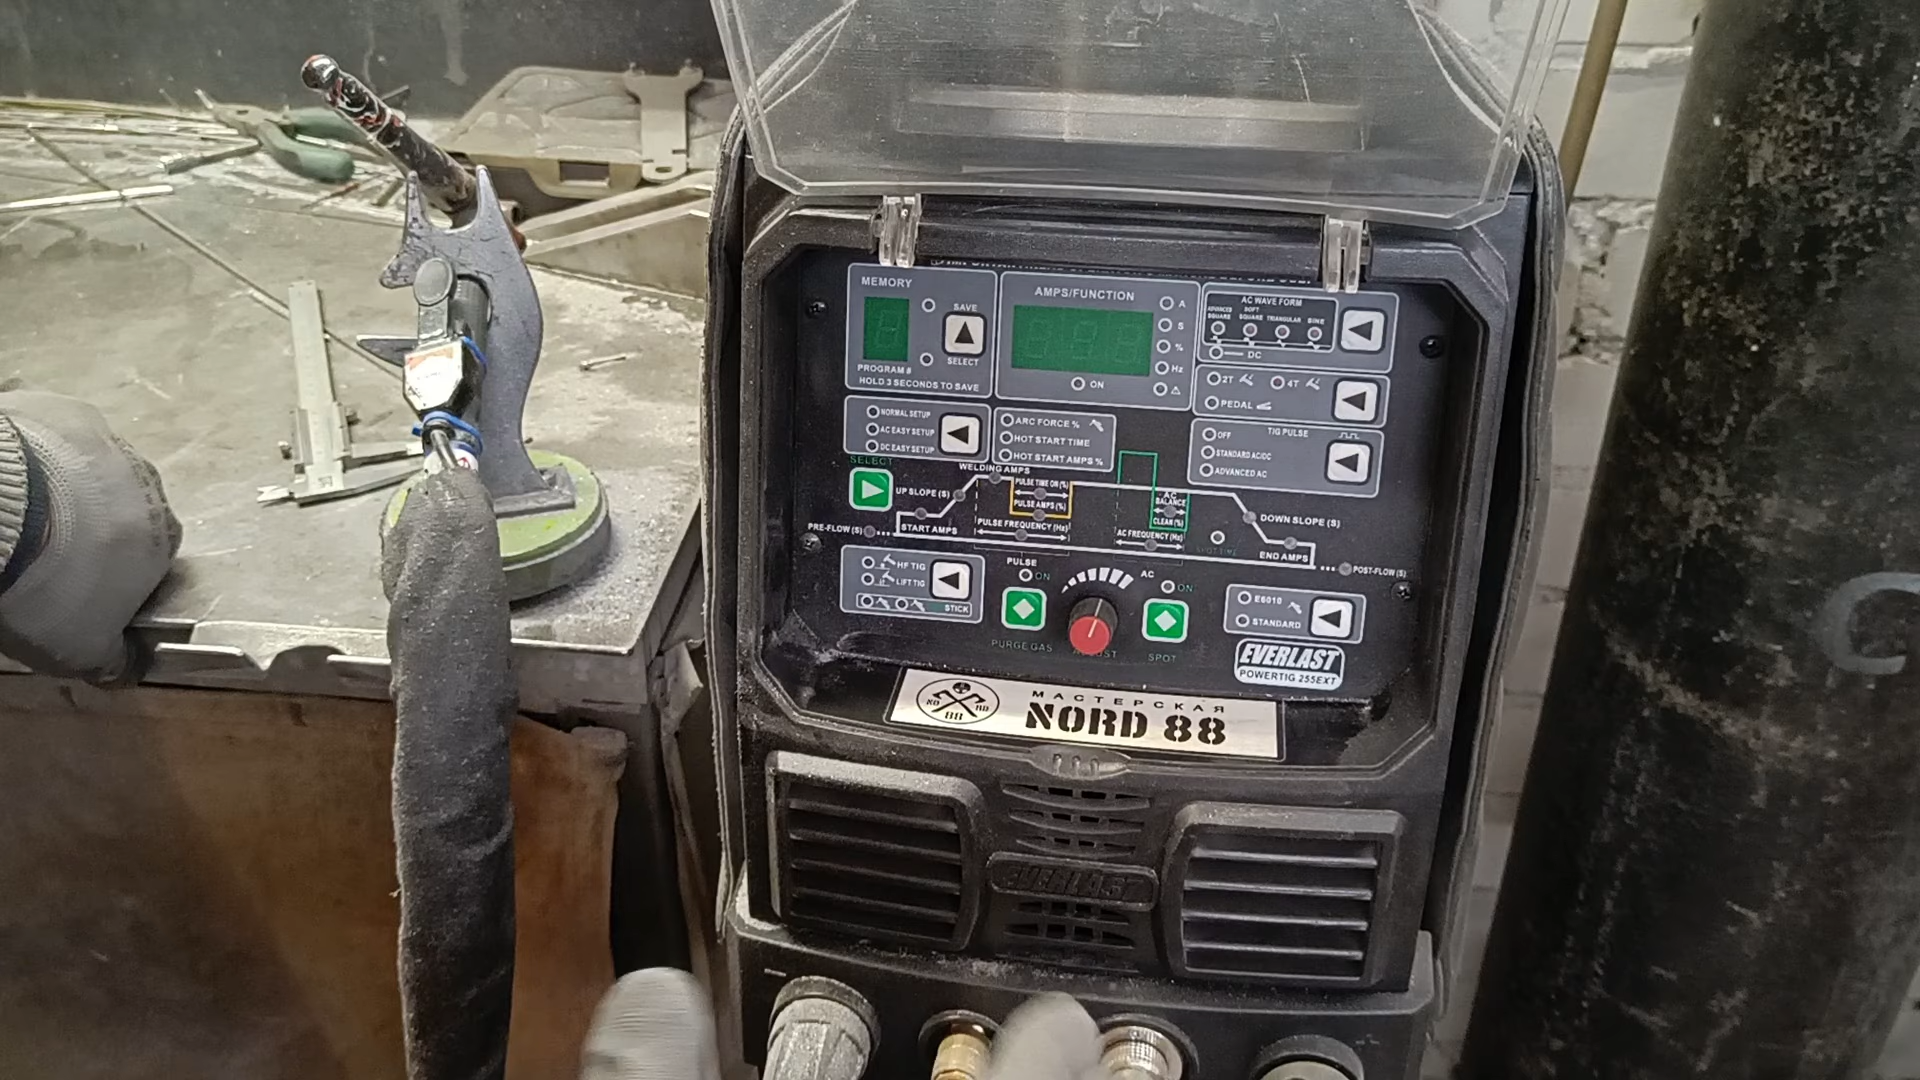 MEMORY
SAVE
SELECT
PROGRAM #
HOLD 3 SECONDS TO SAVE
AMPS/FUNCTION
A
S
%
Hz
ON
AC WAVE FORM
ADVANCED SQUARE
SOFT SQUARE
TRIANGULAR
SINE
DC
2T
4T
PEDAL
NORMAL SETUP
AC EASY SETUP
DC EASY SETUP
ARC FORCE %
HOT START TIME
HOT START AMPS %
TIG PULSE
OFF
STANDARD AC/DC
ADVANCED AC
SELECT
WELDING AMPS
UP SLOPE (S)
START AMPS
PRE-FLOW (S)
PULSE TIME ON (%)
PULSE AMPS (%)
PULSE FREQUENCY (Hz)
AC
BALANCE
CLEAN (%)
AC FREQUENCY (Hz)
SPOT TIME
DOWN SLOPE (S)
END AMPS
POST-FLOW (S)
HF TIG
LIFT TIG
STICK
PULSE
ON
PURGE GAS
AC
ON
SPOT
E6010
STANDARD
EVERLAST
POWERTIG 255EXT
МАСТЕРСКАЯ
NORD 88
NO RD
88
EVERLAST
C